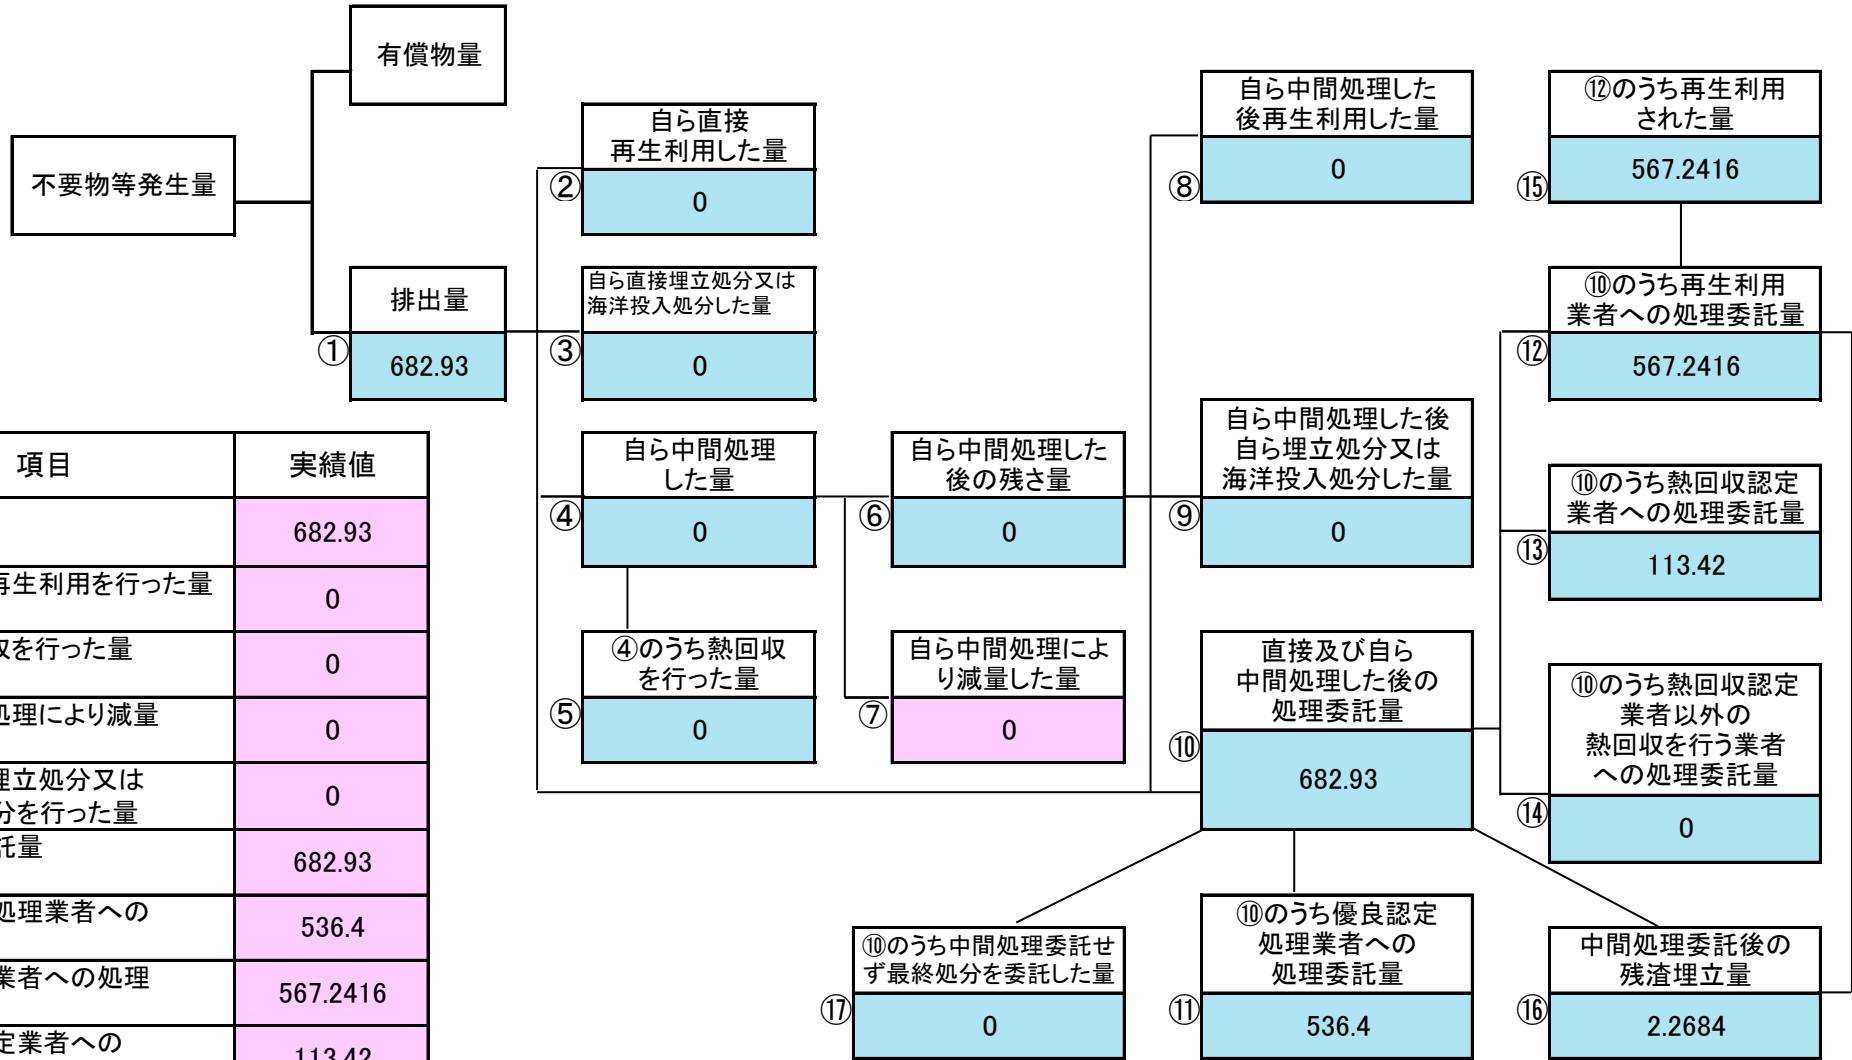 有償物量
不要物等発生量
排出量
①
682.93
自ら直接
再生利用した量
②
0
自ら直接埋立処分又は
海洋投入処分した量
③
0
自ら中間処理
した量
④
0
④のうち熱回収
を行った量
⑤
0
自ら中間処理した
後の残さ量
⑥
0
自ら中間処理によ
り減量した量
⑦
0
自ら中間処理した
後再生利用した量
⑧
0
自ら中間処理した後
自ら埋立処分又は
海洋投入処分した量
⑨
0
直接及び自ら
中間処理した後の
処理委託量
⑩
682.93
⑩のうち優良認定
処理業者への
処理委託量
⑪
536.4
⑫のうち再生利用
された量
⑮
567.2416
⑩のうち再生利用
業者への処理委託量
⑫
567.2416
⑩のうち熱回収認定
業者への処理委託量
⑬
113.42
⑩のうち熱回収認定
業者以外の
熱回収を行う業者
への処理委託量
⑭
0
中間処理委託後の
残渣埋立量
⑯
2.2684
⑩のうち中間処理委託せ
ず最終処分を委託した量
⑰
0
項目 実績値
682.93
再生利用を行った量
0
を行った量
0
処理により減量
0
埋立処分又は
分を行った量
0
託量
682.93
処理業者への
536.4
業者への処理
567.2416
定業者への
113.42